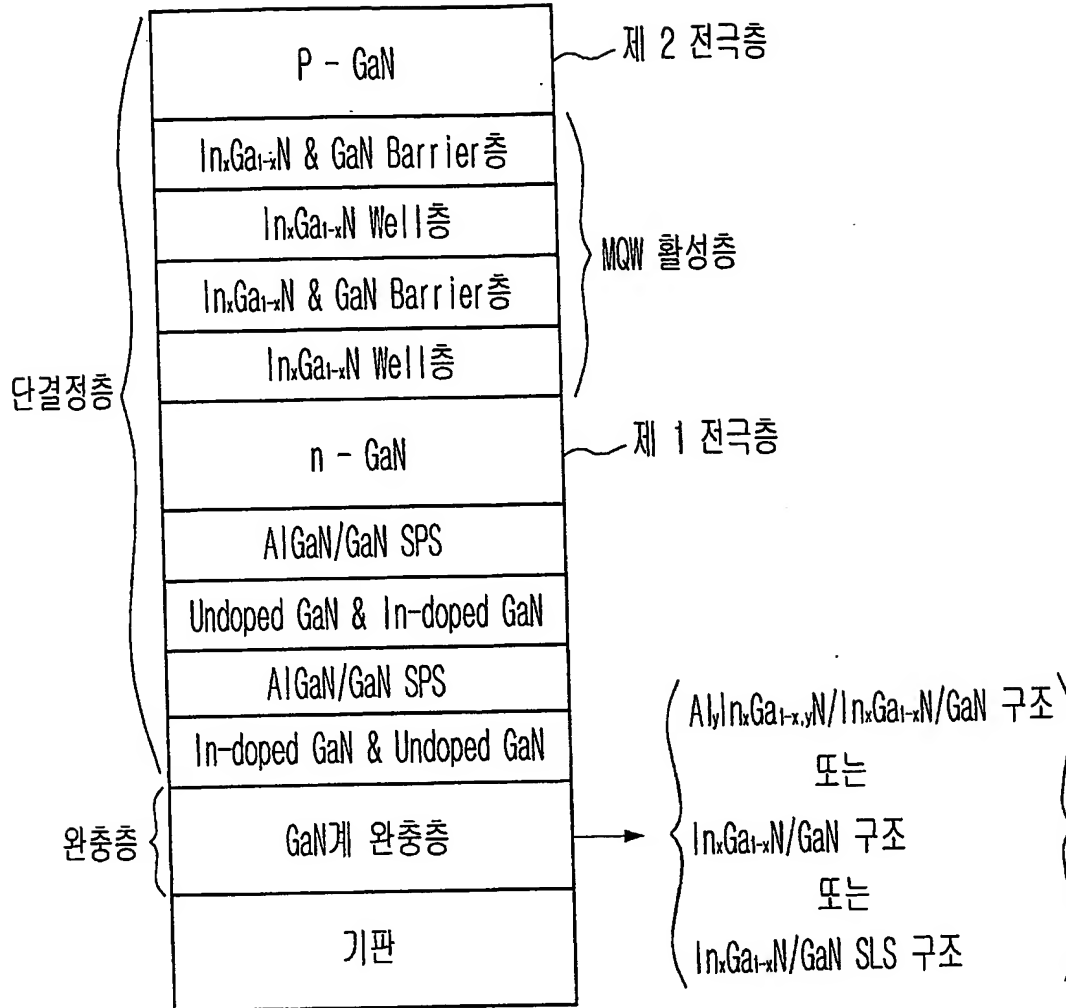 P - GaN
제 2 전극층
InxGa1-xN & GaN Barrier층
InxGa1-xN Well층
MQW 활성층
InxGa1-xN & GaN Barrier층
InxGa1-xN Well층
단결정층
n - GaN
제 1 전극층
AlGaN/GaN SPS
Undoped GaN & In-doped GaN
AlGaN/GaN SPS
In-doped GaN & Undoped GaN
완충층
GaN계 완충층
기판
AlyInxGa1-x,yN/InxGa1-xN/GaN 구조
또는
InxGa1-xN/GaN 구조
또는
InxGa1-xN/GaN SLS 구조